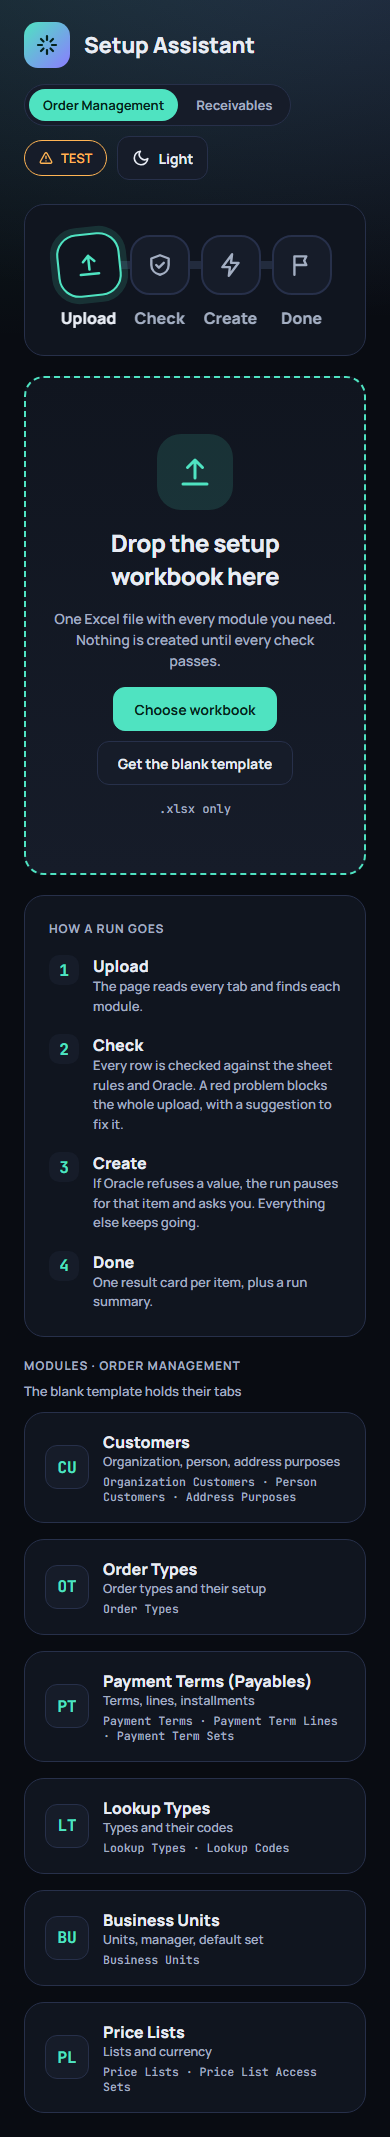 Setup Assistant
Order Management
Receivables
TEST
Light
Upload
Check
Create
Done
Drop the setup
workbook here
One Excel file with every module you need.
Nothing is created until every check
passes.
Choose workbook
Get the blank template
.xlsx only
HOW A RUN GOES
1
Upload
The page reads every tab and finds each
module.
2
Check
Every row is checked against the sheet
rules and Oracle. A red problem blocks
the whole upload, with a suggestion to
fix it.
3
Create
If Oracle refuses a value, the run pauses
for that item and asks you. Everything
else keeps going.
4
Done
One result card per item, plus a run
summary.
MODULES · ORDER MANAGEMENT
The blank template holds their tabs
CU
Customers
Organization, person, address purposes
Organization Customers · Person
Customers · Address Purposes
OT
Order Types
Order types and their setup
Order Types
PT
Payment Terms (Payables)
Terms, lines, installments
Payment Terms · Payment Term Lines
· Payment Term Sets
LT
Lookup Types
Types and their codes
Lookup Types · Lookup Codes
BU
Business Units
Units, manager, default set
Business Units
PL
Price Lists
Lists and currency
Price Lists · Price List Access
Sets